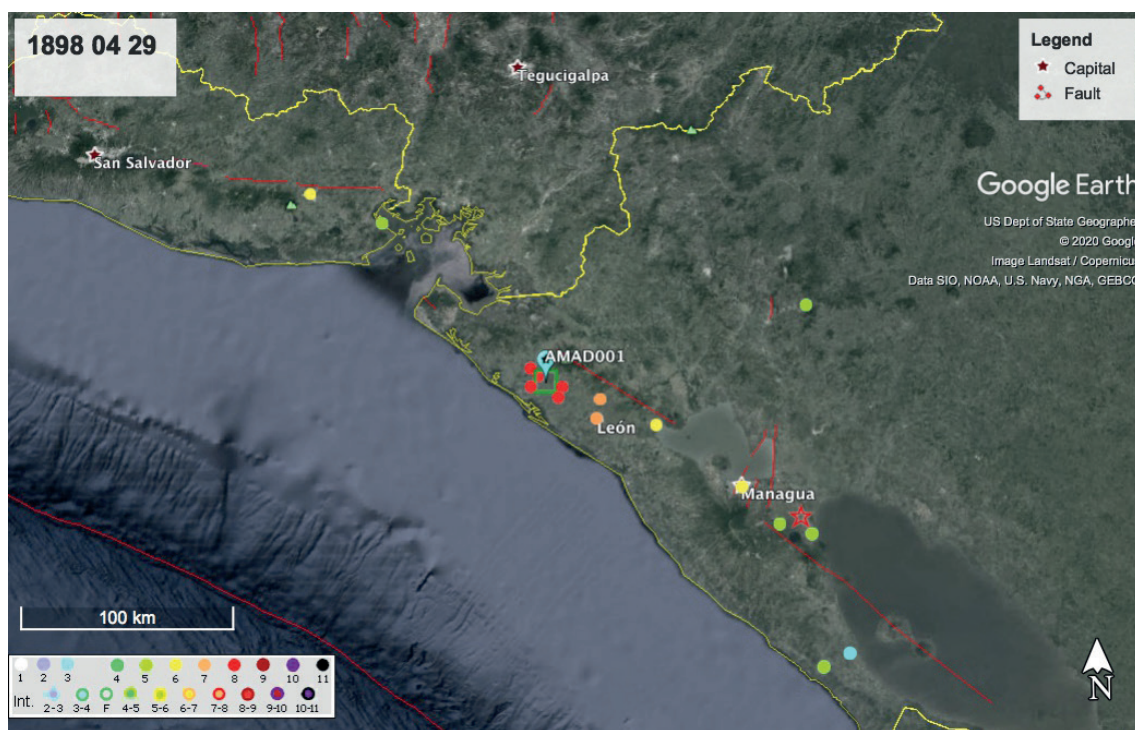 1898 04 29
Legend
Capital
Fault
Tegucigalpa
San Salvador
Google Earth
US Dept of State Geographe
© 2020 Googl
Image Landsat / Copernicu
Data SIO, NOAA, U.S. Navy, NGA, GEBCO
AMAD001
León
Managua
100 km
1 2 3 4 5 6 7 8 9 10 11
Int. 2-3 3-4 F 4-5 5-6 6-7 7-8 8-9 9-10 10-11
N